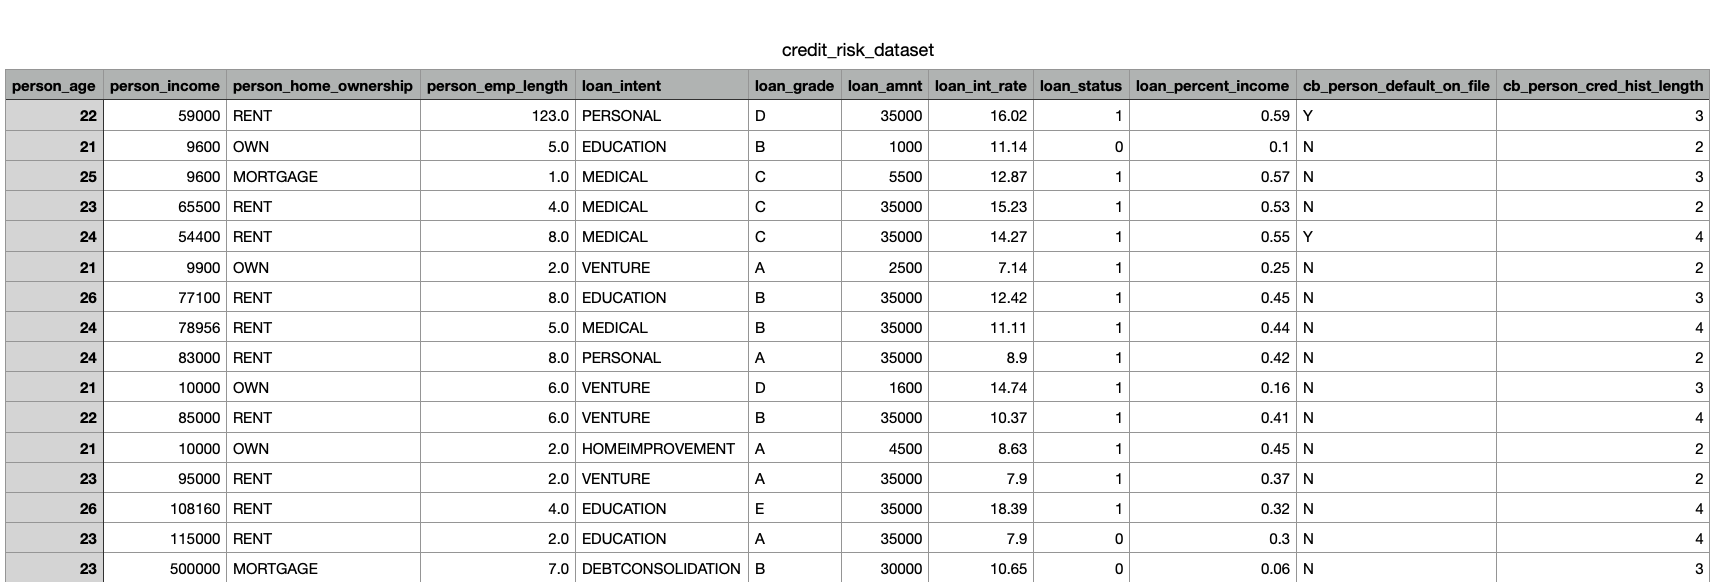 credit_risk_dataset
person_age person_income person_home_ownership person_emp_length loan_intent loan_grade loan_amnt loan_int_rate loan_status loan_percent_income cb_person_default_on_file cb_person_cred_hist_length
22 59000 RENT 123.0 PERSONAL D 35000 16.02 1 0.59 Y 3
21 9600 OWN 5.0 EDUCATION B 1000 11.14 0 0.1 N 2
25 9600 MORTGAGE 1.0 MEDICAL C 5500 12.87 1 0.57 N 3
23 65500 RENT 4.0 MEDICAL C 35000 15.23 1 0.53 N 2
24 54400 RENT 8.0 MEDICAL C 35000 14.27 1 0.55 Y 4
21 9900 OWN 2.0 VENTURE A 2500 7.14 1 0.25 N 2
26 77100 RENT 8.0 EDUCATION B 35000 12.42 1 0.45 N 3
24 78956 RENT 5.0 MEDICAL B 35000 11.11 1 0.44 N 4
24 83000 RENT 8.0 PERSONAL A 35000 8.9 1 0.42 N 2
21 10000 OWN 6.0 VENTURE D 1600 14.74 1 0.16 N 3
22 85000 RENT 6.0 VENTURE B 35000 10.37 1 0.41 N 4
21 10000 OWN 2.0 HOMEIMPROVEMENT A 4500 8.63 1 0.45 N 2
23 95000 RENT 2.0 VENTURE A 35000 7.9 1 0.37 N 2
26 108160 RENT 4.0 EDUCATION E 35000 18.39 1 0.32 N 4
23 115000 RENT 2.0 EDUCATION A 35000 7.9 0 0.3 N 4
23 500000 MORTGAGE 7.0 DEBTCONSOLIDATION B 30000 10.65 0 0.06 N 3